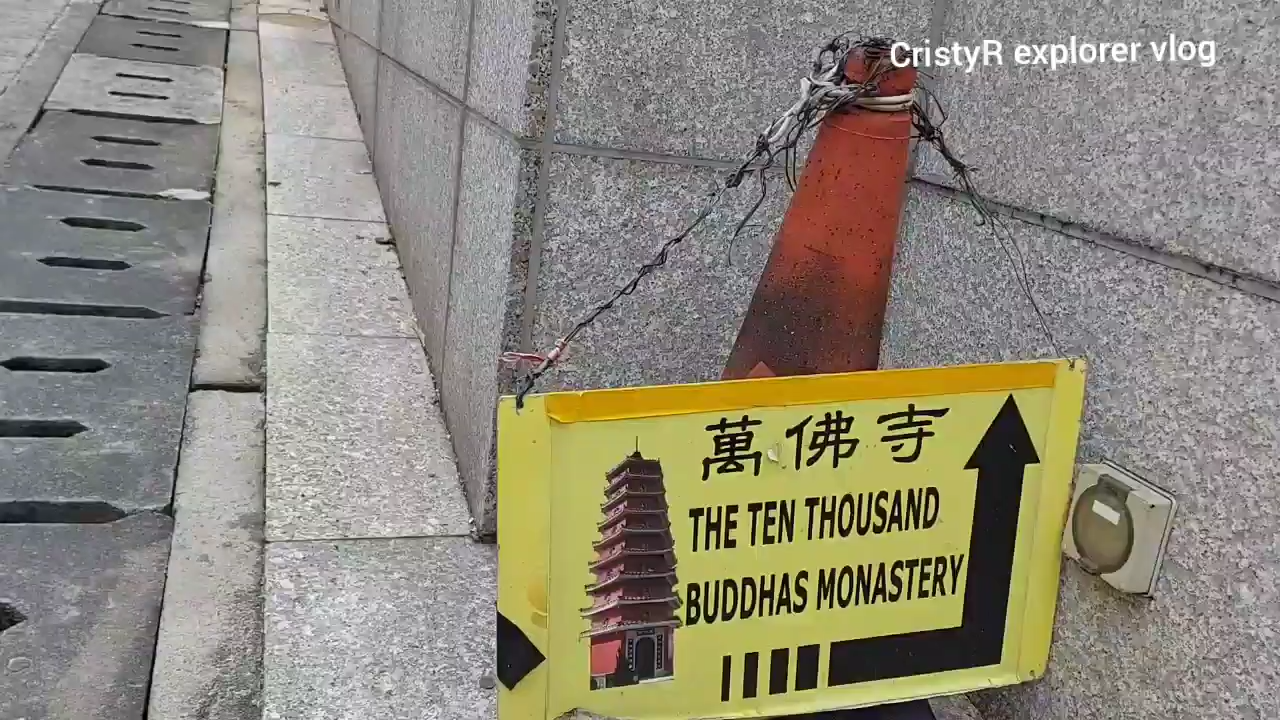 CristyR explorer vlog
萬佛寺
THE TEN THOUSAND
BUDDHAS MONASTERY